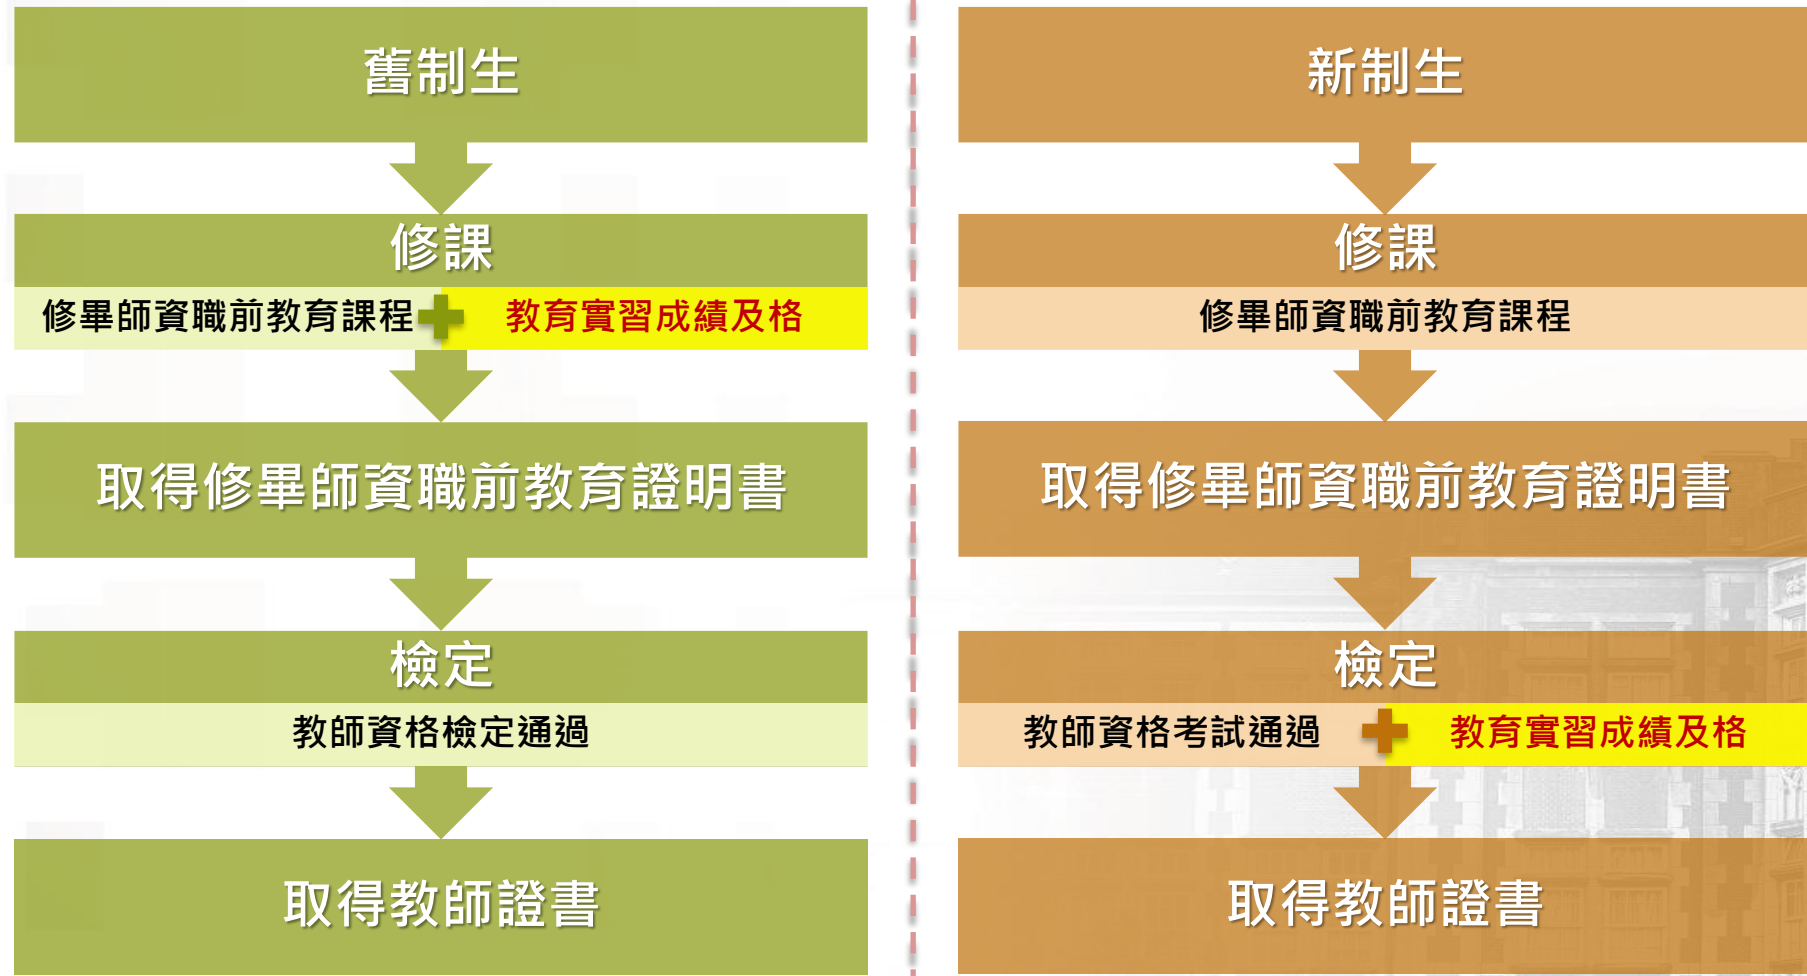 舊制生
修課
修畢師資職前教育課程
教育實習成績及格
取得修畢師資職前教育證明書
檢定
教師資格檢定通過
取得教師證書
新制生
修課
修畢師資職前教育課程
取得修畢師資職前教育證明書
檢定
教師資格考試通過
教育實習成績及格
取得教師證書